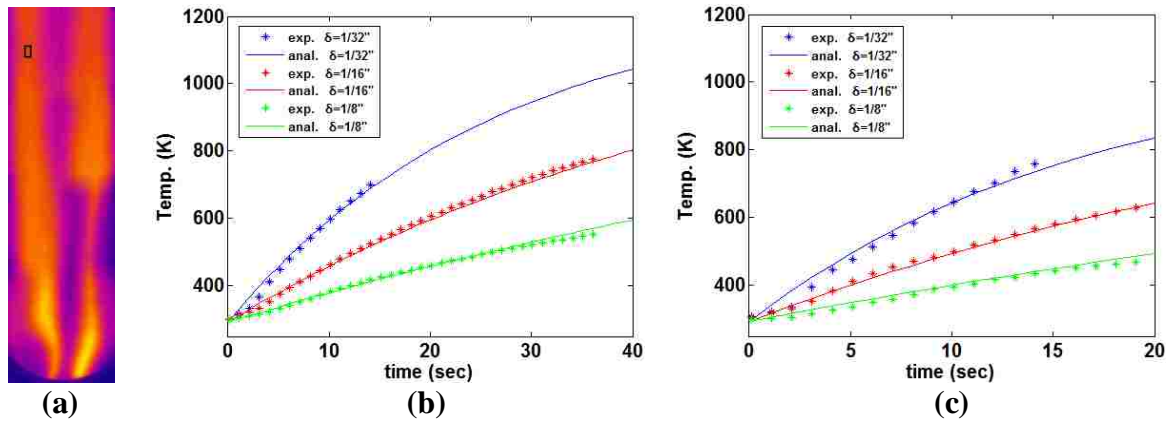 1200
1000
800
600
400
Temp. (K)
exp. δ=1/32"
anal. δ=1/32"
exp. δ=1/16"
anal. δ=1/16"
exp. δ=1/8"
anal. δ=1/8"
0 10 20 30 40
time (sec)
1200
1000
800
600
400
Temp. (K)
exp. δ=1/32"
anal. δ=1/32"
exp. δ=1/16"
anal. δ=1/16"
exp. δ=1/8"
anal. δ=1/8"
0 5 10 15 20
time (sec)
(a) (b) (c)